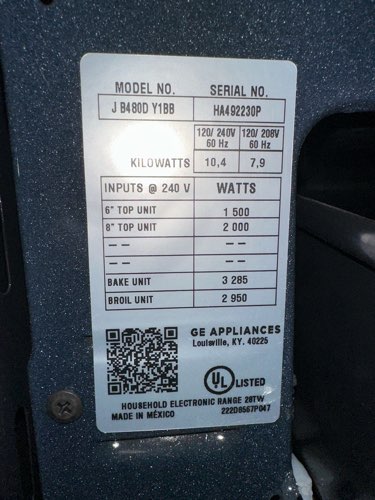 MODEL NO. SERIAL NO.
J B480D Y1BB HA492230P
120/ 240V 120/ 208V
60 Hz 60 Hz
KILOWATTS 10,4 7,9
INPUTS @ 240 V WATTS
6" TOP UNIT 1 500
8" TOP UNIT 2 000
-- --
-- --
BAKE UNIT 3 285
BROIL UNIT 2 950
GE APPLIANCES
Louisville, KY. 40225
UL LISTED
HOUSEHOLD ELECTRONIC RANGE 28TW
MADE IN MÉXICO 222D8567P047